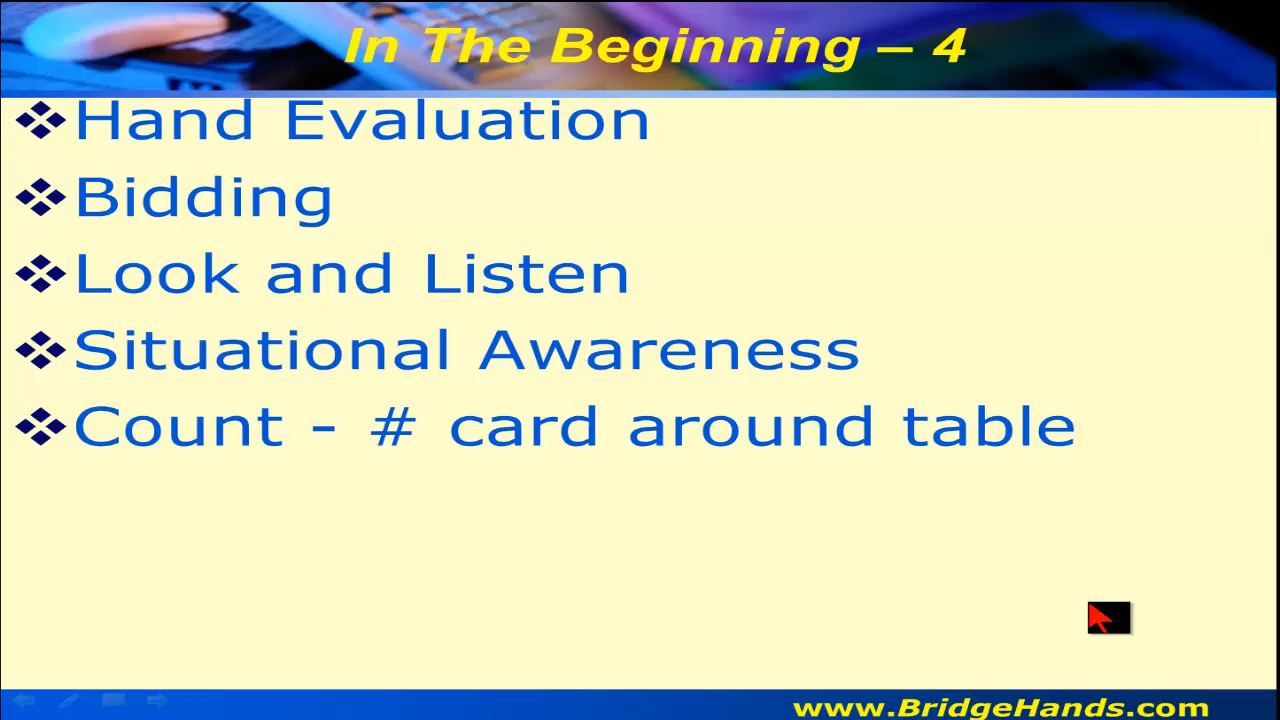 In The Beginning – 4
Hand Evaluation
Bidding
Look and Listen
Situational Awareness
Count - # card around table
www.BridgeHands.com